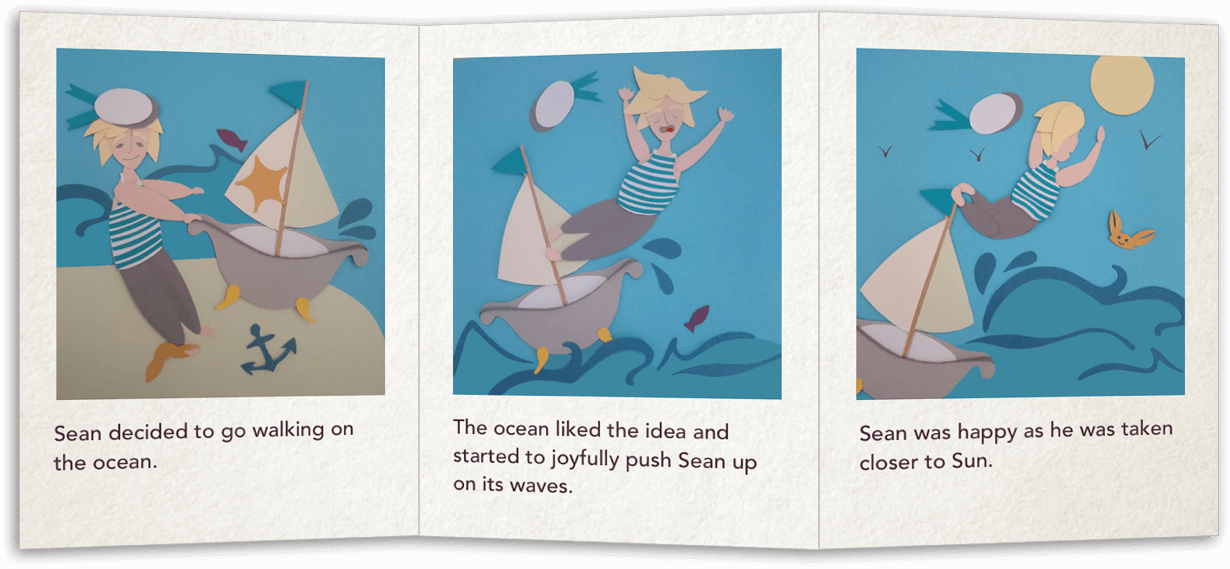 Sean decided to go walking on
the ocean.
The ocean liked the idea and
started to joyfully push Sean up
on its waves.
Sean was happy as he was taken
closer to Sun.